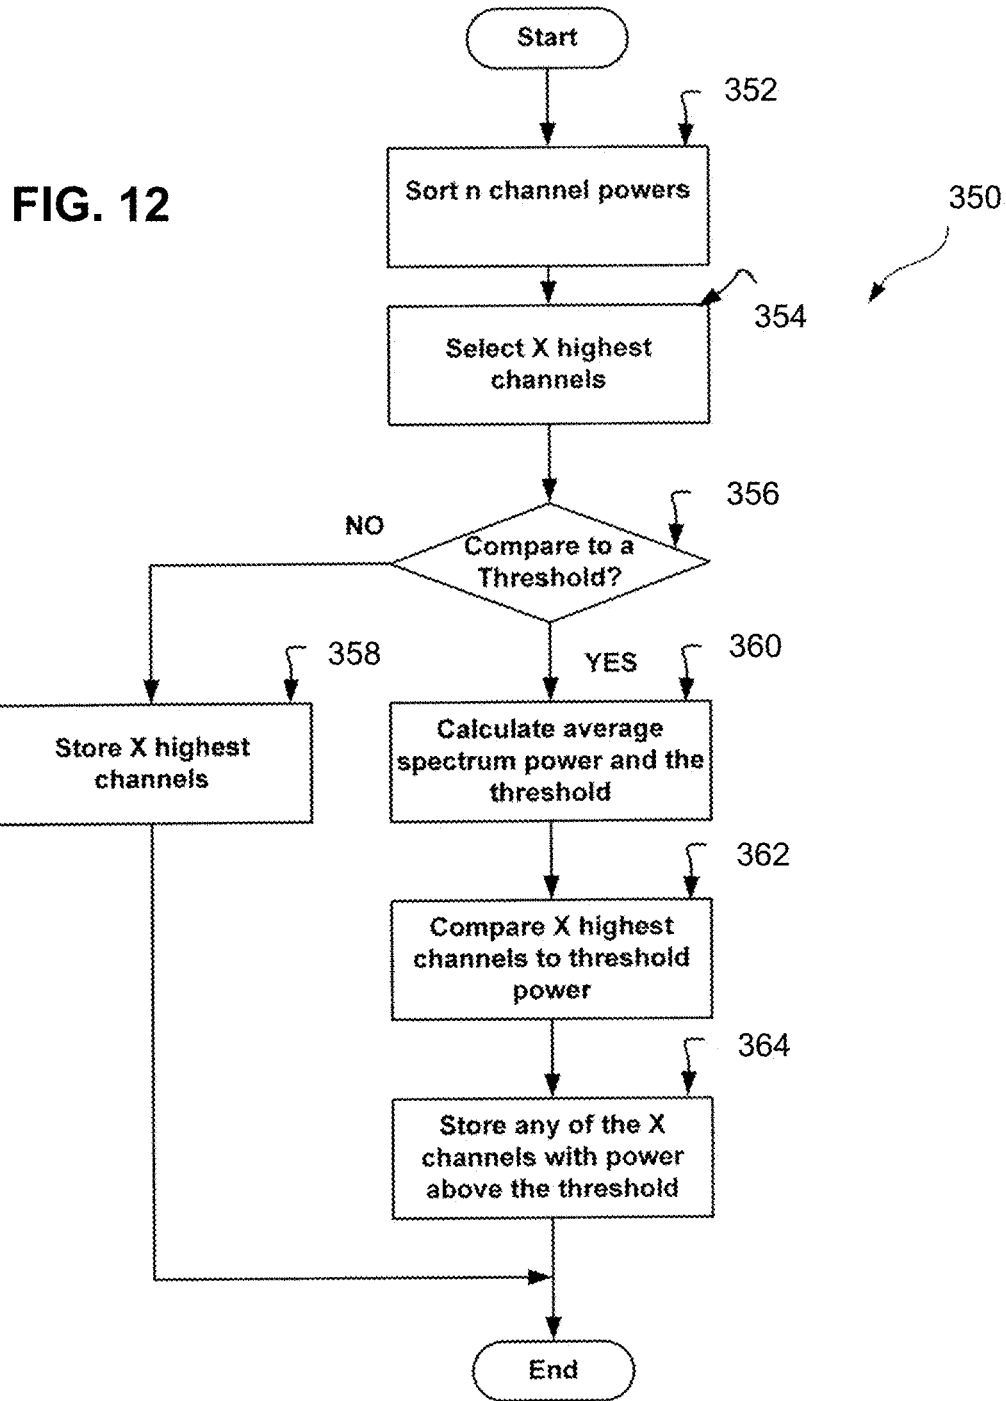 Start
352
FIG. 12
Sort n channel powers
350
354
Select X highest
channels
356
NO
Compare to a
Threshold?
358
YES
360
Store X highest
channels
Calculate average
spectrum power and the
threshold
362
Compare X highest
channels to threshold
power
364
Store any of the X
channels with power
above the threshold
End